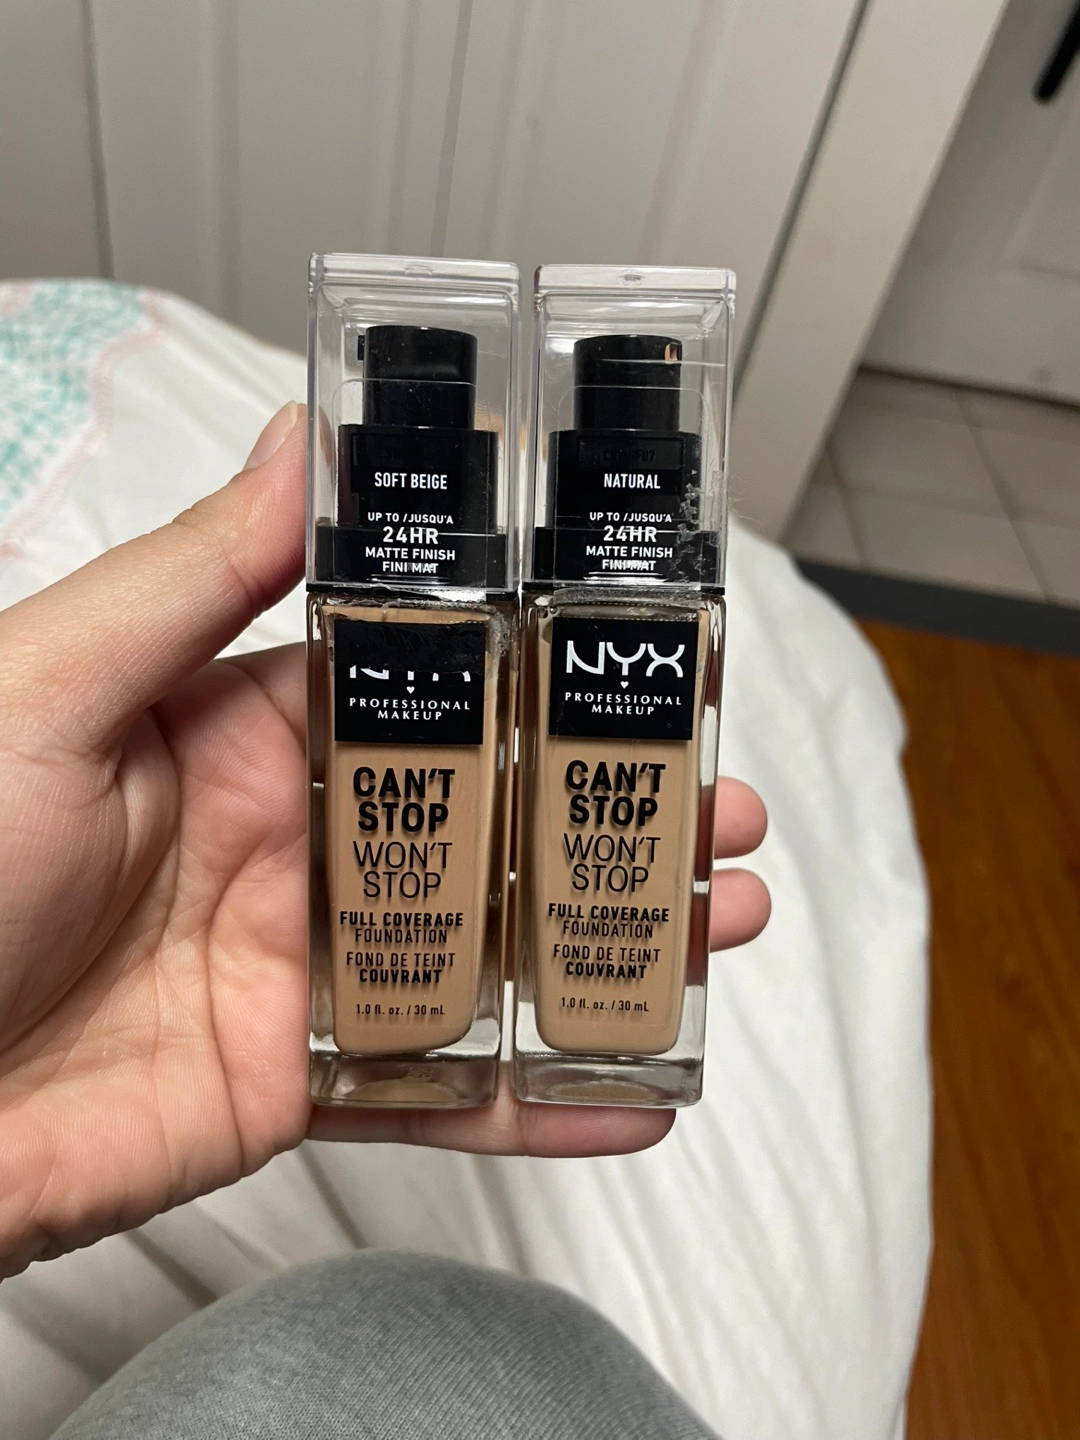 SOFT BEIGE
UP TO / JUSQU'A
24HR
MATTE FINISH
FINI MAT
NYX
PROFESSIONAL
MAKEUP
CAN'T
STOP
WON'T
STOP
FULL COVERAGE
FOUNDATION
FOND DE TEINT
COUVRANT
1.0 fl. oz. / 30 mL
NATURAL
UP TO / JUSQU'A
24HR
MATTE FINISH
FINI MAT
NYX
PROFESSIONAL
MAKEUP
CAN'T
STOP
WON'T
STOP
FULL COVERAGE
FOUNDATION
FOND DE TEINT
COUVRANT
1.0 fl. oz. / 30 mL